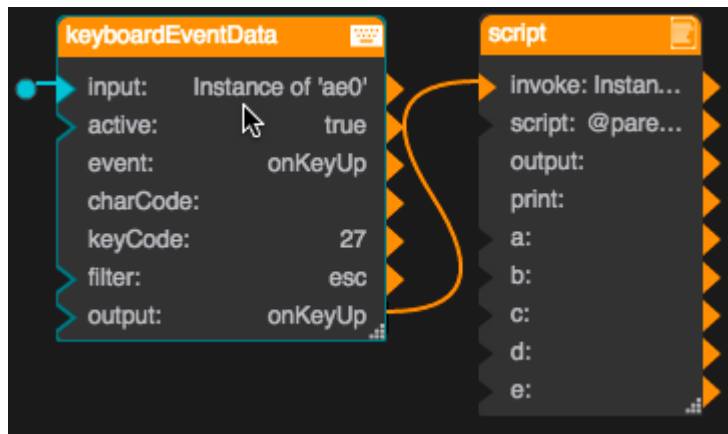 keyboardEventData
input: Instance of 'ae0'
active: true
event: onKeyUp
charCode:
keyCode: 27
filter: esc
output: onKeyUp
script
invoke: Instan...
script: @pare...
output:
print:
a:
b:
c:
d:
e: